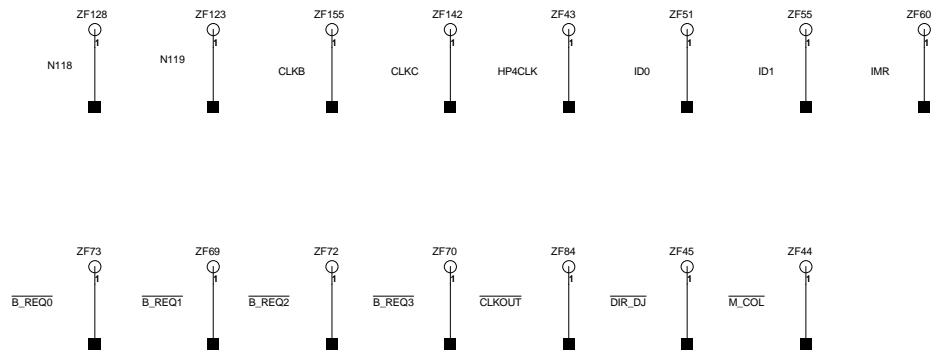 ZF128 ZF123 ZF155 ZF142 ZF43 ZF51 ZF55 ZF60
1 1 1 1 1 1 1 1
N118 N119 CLKB CLKC HP4CLK ID0 ID1 IMR
ZF73 ZF69 ZF72 ZF70 ZF84 ZF45 ZF44
1 1 1 1 1 1 1
B_REQ0 B_REQ1 B_REQ2 B_REQ3 CLKOUT DIR_DJ M_COL